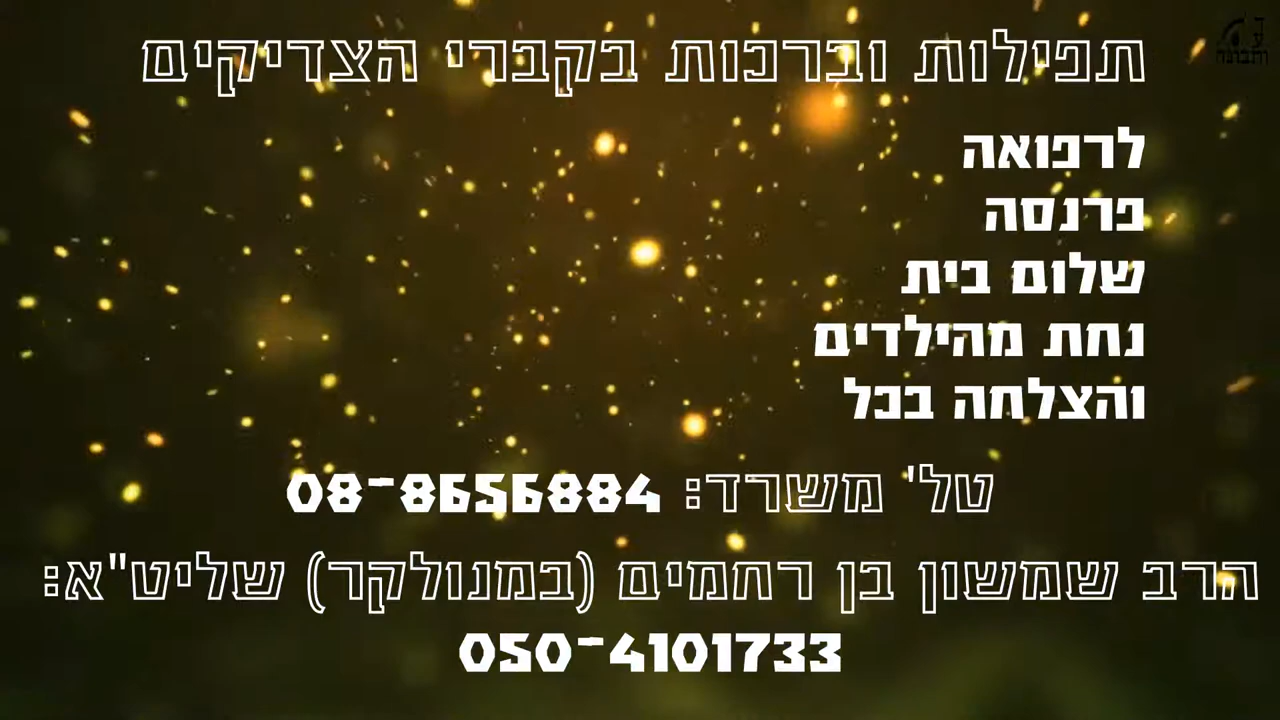 תפילות וברכות בקברי הצדיקים
לרפואה
פרנסה
שלום בית
נחת מהילדים
והצלחה בכל
טל' משרד: 08-8656884
הרב שמשון בן רחמים (במנולקר) שליט"א:
050-4101733